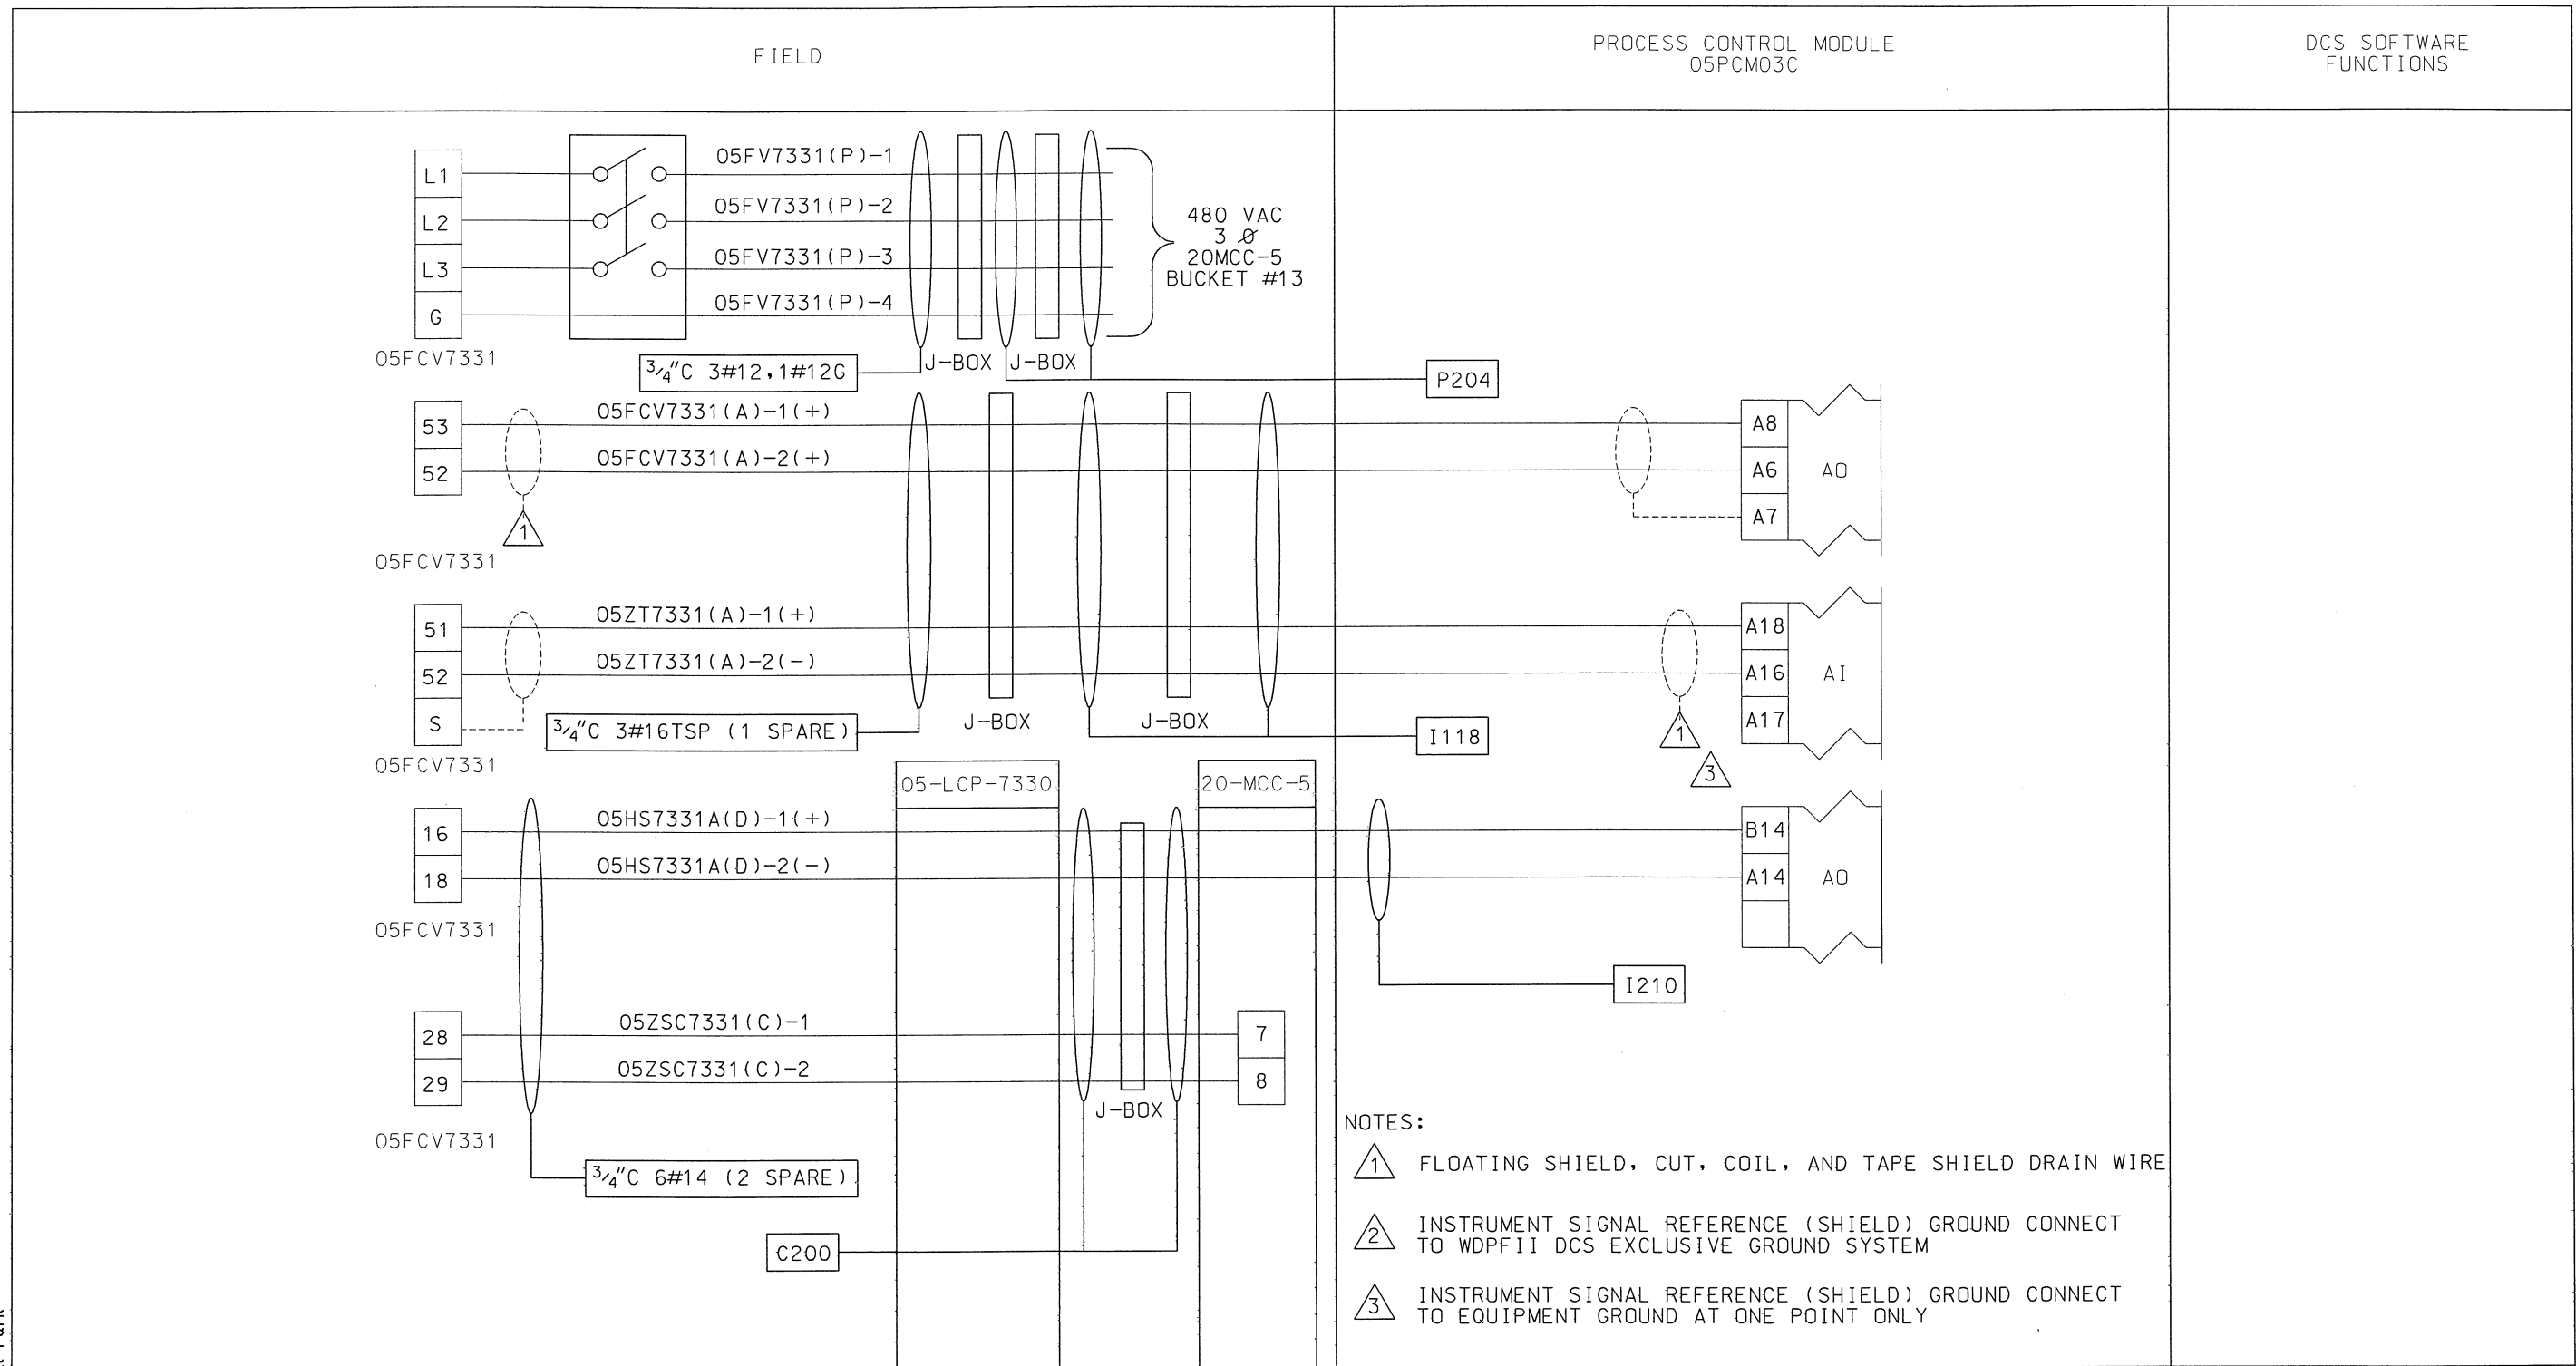 FIELD
PROCESS CONTROL MODULE
05PCM03C
DCS SOFTWARE
FUNCTIONS
L1
05FV7331(P)-1
L2
05FV7331(P)-2
L3
05FV7331(P)-3
G
05FV7331(P)-4
480 VAC
3 Ø
20MCC-5
BUCKET #13
05FCV7331
3/4"C 3#12,1#12G
J-BOX
J-BOX
P204
53
05FCV7331(A)-1(+)
A8
52
05FCV7331(A)-2(+)
A6
AO
A7
1
05FCV7331
51
05ZT7331(A)-1(+)
A18
52
05ZT7331(A)-2(-)
A16
AI
S
A17
3/4"C 3#16TSP (1 SPARE)
J-BOX
J-BOX
I118
1
3
05FCV7331
05-LCP-7330
20-MCC-5
16
05HS7331A(D)-1(+)
B14
18
05HS7331A(D)-2(-)
A14
AO
05FCV7331
I210
28
05ZSC7331(C)-1
7
29
05ZSC7331(C)-2
8
J-BOX
05FCV7331
3/4"C 6#14 (2 SPARE)
C200
NOTES:
1 FLOATING SHIELD, CUT, COIL, AND TAPE SHIELD DRAIN WIRE
2 INSTRUMENT SIGNAL REFERENCE (SHIELD) GROUND CONNECT
TO WDPFII DCS EXCLUSIVE GROUND SYSTEM
3 INSTRUMENT SIGNAL REFERENCE (SHIELD) GROUND CONNECT
TO EQUIPMENT GROUND AT ONE POINT ONLY